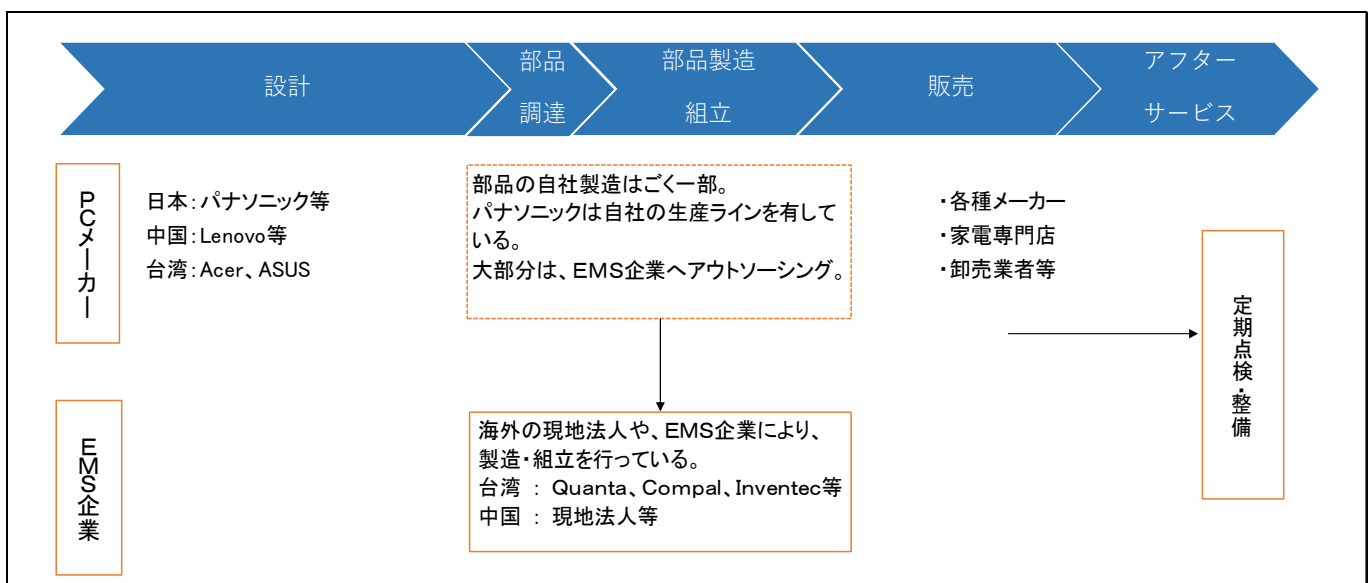 設計
部品
調達
部品製造
組立
販売
アフター
サービス
PCメーカー
日本：パナソニック等
中国：Lenovo等
台湾：Acer、ASUS
部品の自社製造はごく一部。
パナソニックは自社の生産ラインを有して
いる。
大部分は、EMS企業へアウトソーシング。
・各種メーカー
・家電専門店
・卸売業者等
定期点検・整備
EMS企業
海外の現地法人や、EMS企業により、
製造・組立を行っている。
台湾 ： Quanta、Compal、Inventec等
中国 ： 現地法人等